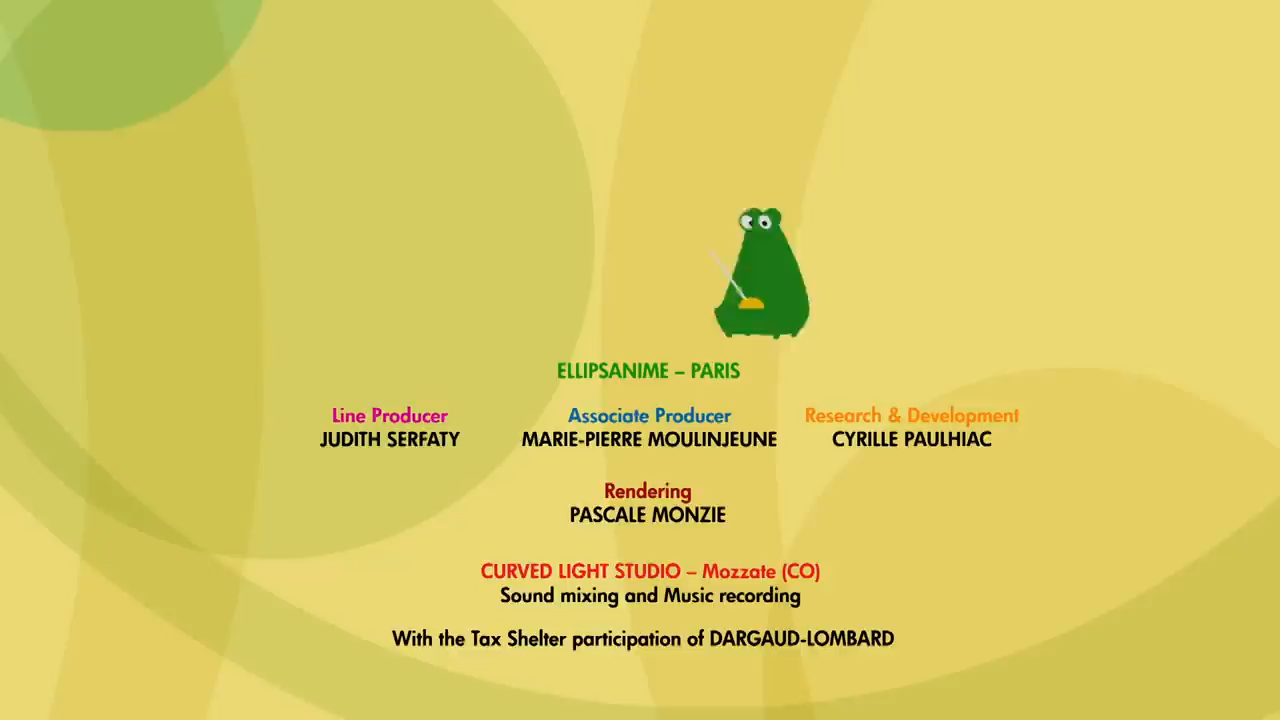 ELLIPSANIME – PARIS
Line Producer
JUDITH SERFATY
Associate Producer
MARIE-PIERRE MOULINJEUNE
Research & Development
CYRILLE PAULHIAC
Rendering
PASCALE MONZIE
CURVED LIGHT STUDIO – Mozzate (CO)
Sound mixing and Music recording
With the Tax Shelter participation of DARGAUD-LOMBARD